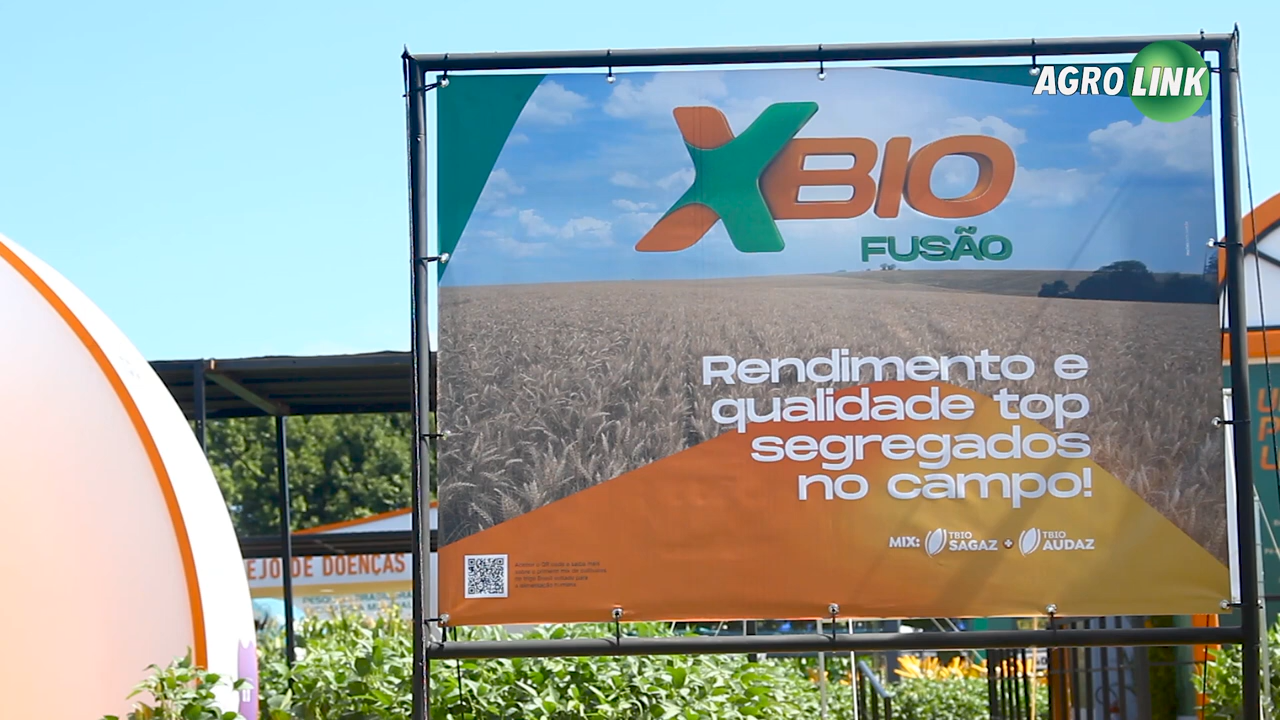 AGRO LINK
XBIO
FUSÃO
Rendimento e
qualidade top
segregados
no campo!
MIX: TBIO SAGAZ + TBIO AUDAZ
EJO DE DOENÇAS